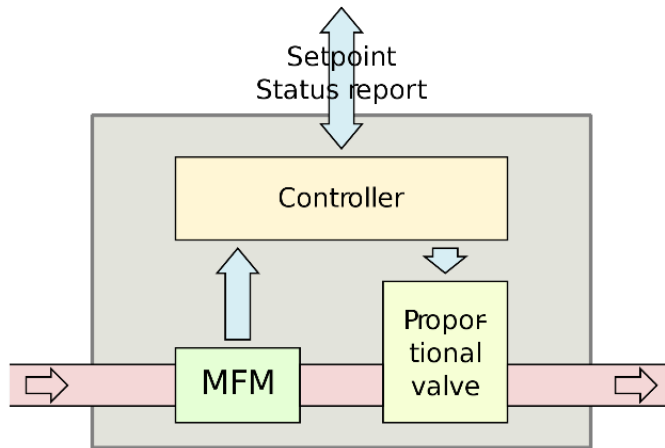 Setpoint
Status report
Controller
MFM
Propor-
tional
valve